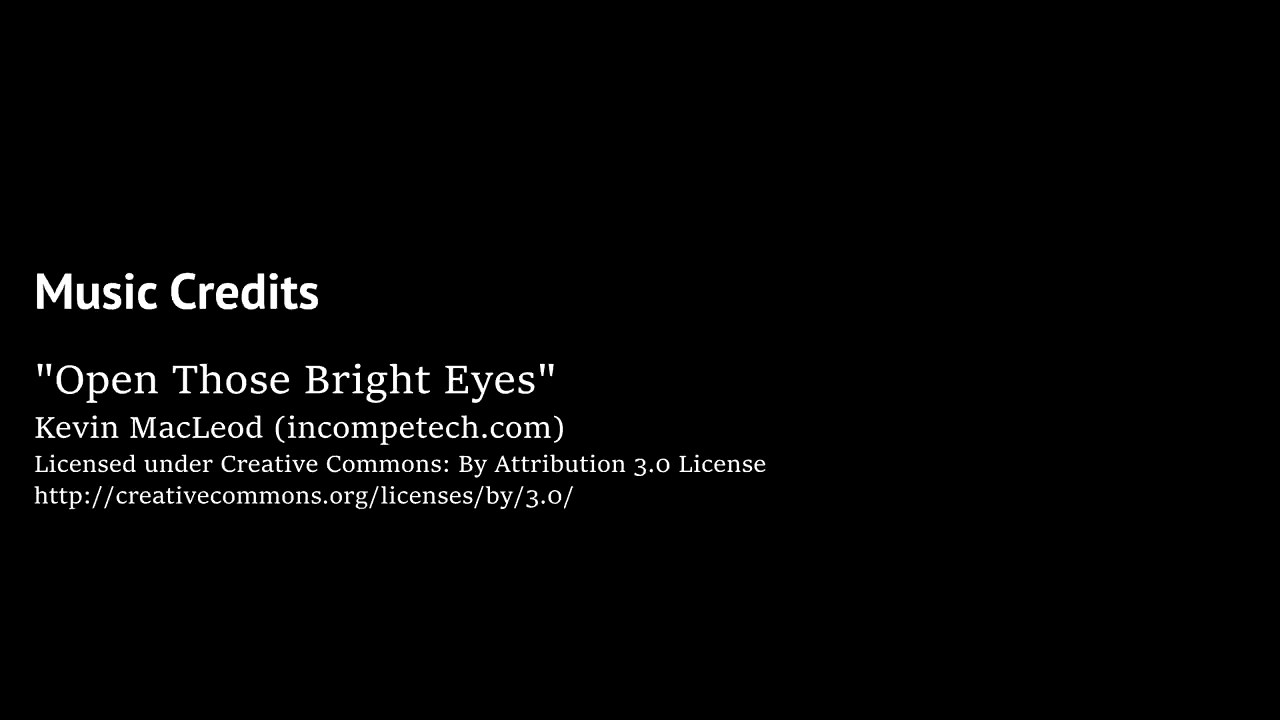 Music Credits
"Open Those Bright Eyes"
Kevin MacLeod (incompetech.com)
Licensed under Creative Commons: By Attribution 3.0 License
http://creativecommons.org/licenses/by/3.0/